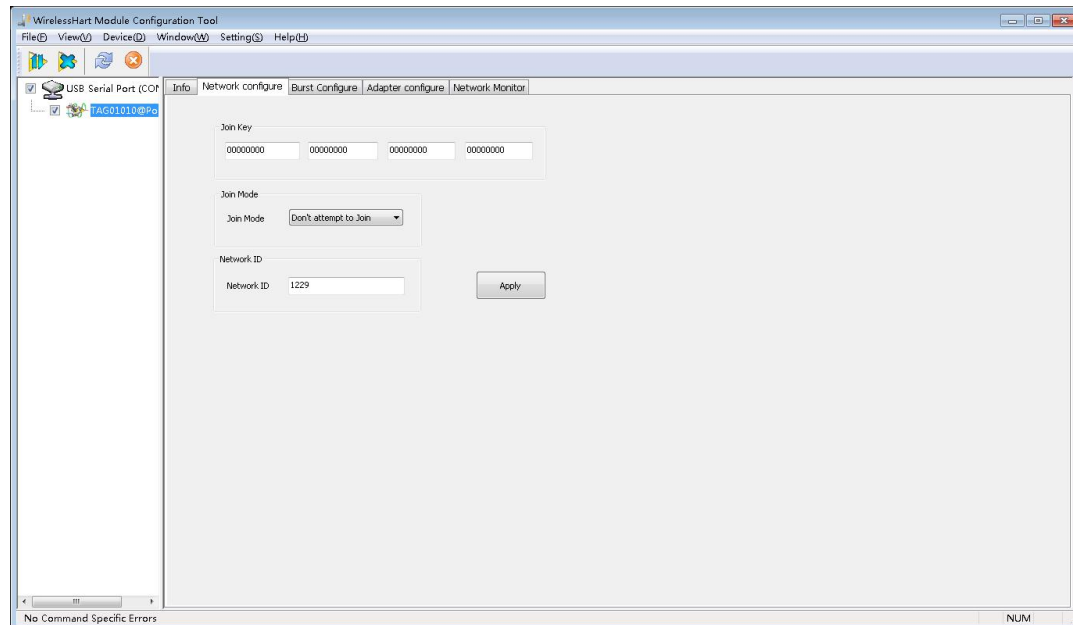 WirelessHart Module Configuration Tool
File(F) View(V) Device(D) Window(W) Setting(S) Help(H)
USB Serial Port (COM
TAG01010@Po
Info Network configure Burst Configure Adapter configure Network Monitor
Join Key
00000000 00000000 00000000 00000000
Join Mode
Join Mode Don't attempt to Join
Network ID
Network ID 1229 Apply
No Command Specific Errors NUM